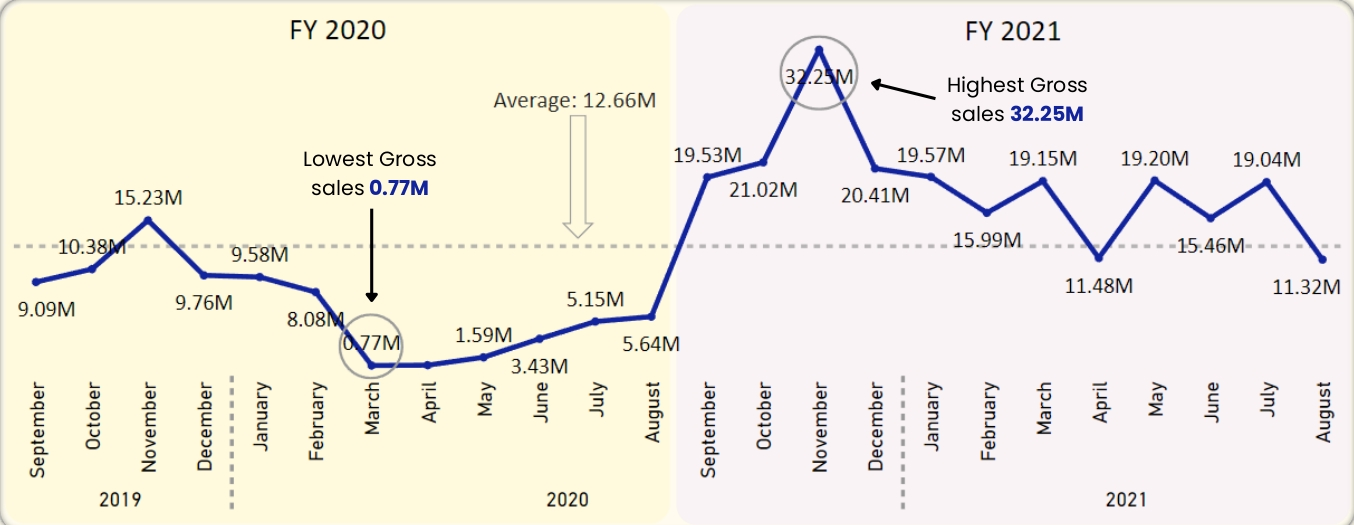 FY 2020
FY 2021
Average: 12.66M
Lowest Gross
sales 0.77M
Highest Gross
sales 32.25M
9.09M
10.38M
15.23M
9.76M
9.58M
8.08M
0.77M
1.59M
3.43M
5.15M
5.64M
19.53M
21.02M
32.25M
20.41M
19.57M
15.99M
19.15M
11.48M
19.20M
15.46M
19.04M
11.32M
September
October
November
December
January
February
March
April
May
June
July
August
September
October
November
December
January
February
March
April
May
June
July
August
2019
2020
2021